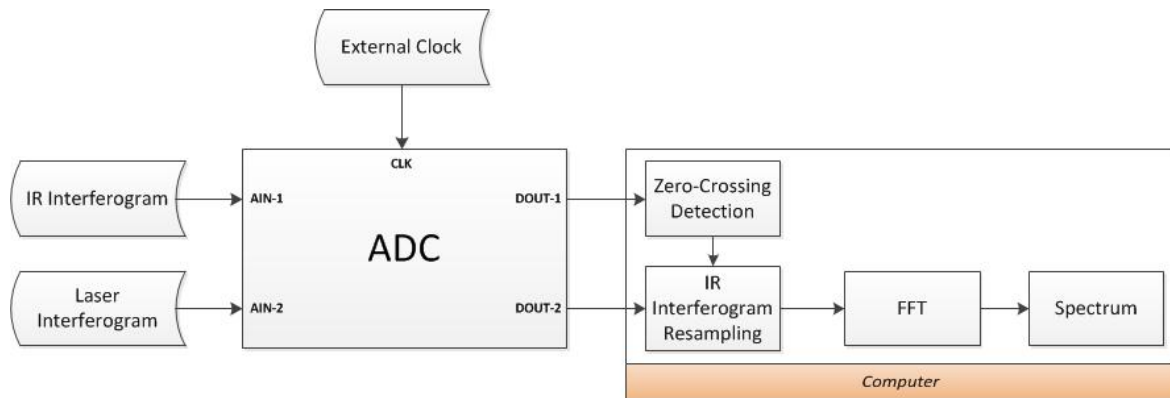 External Clock
CLK
IR Interferogram
AIN-1
DOUT-1
Zero-Crossing
Detection
ADC
Laser
Interferogram
AIN-2
DOUT-2
IR
Interferogram
Resampling
FFT
Spectrum
Computer